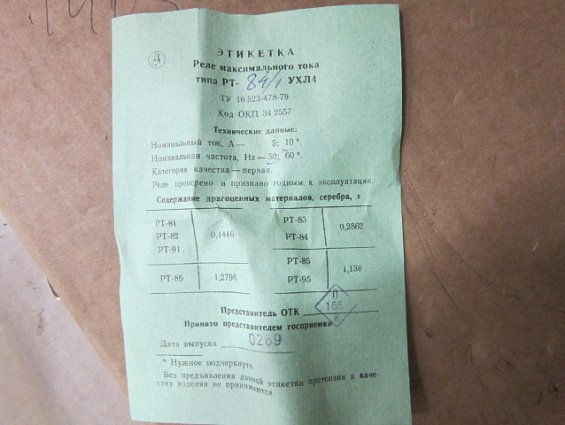 Д
ЭТИКЕТКА
Реле максимального тока
типа РТ- 84/1 УХЛ4
ТУ 16 523-478-79
Код ОКП 34 2557
Технические данные:
Номинальный ток, А — 5; 10*
Номинальная частота, Hz — 50; 60*
Категория качества — первая.
Реле проверено и признано годным к эксплуатации
Содержание драгоценных материалов, серебра, г
РТ-81
РТ-82 0,1446
РТ-91
РТ-86 1,2796
РТ-83
РТ-84 0,2862
РТ-85
РТ-95 1,138
Представитель ОТК
165
Принято представителем госприемки
Дата выпуска 0289
* Нужное подчеркнуто.
Без предъявления данной этикетки претензии к каче
ству изделия не принимаются.